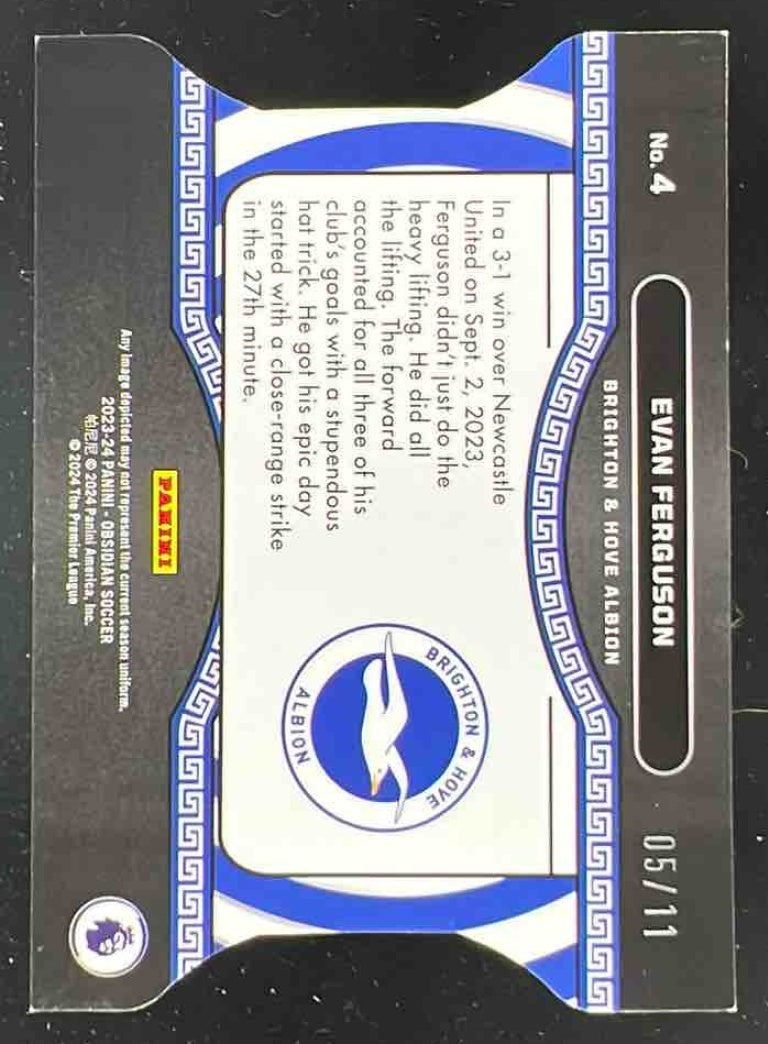 No. 4
EVAN FERGUSON
05/11
BRIGHTON & HOVE ALBION
In a 3-1 win over Newcastle
United on Sept. 2, 2023,
Ferguson didn't just do the
heavy lifting. He did all
the lifting. The forward
accounted for all three of his
club's goals with a stupendous
hat trick. He got his epic day
started with a close-range strike
in the 27th minute.
BRIGHTON & HOVE
ALBION
PANINI
Any image depicted may not represent the current season uniform.
2023-24 PANINI - OBSIDIAN SOCCER
帕尼尼 © 2024 Panini America, Inc.
© 2024 The Premier League